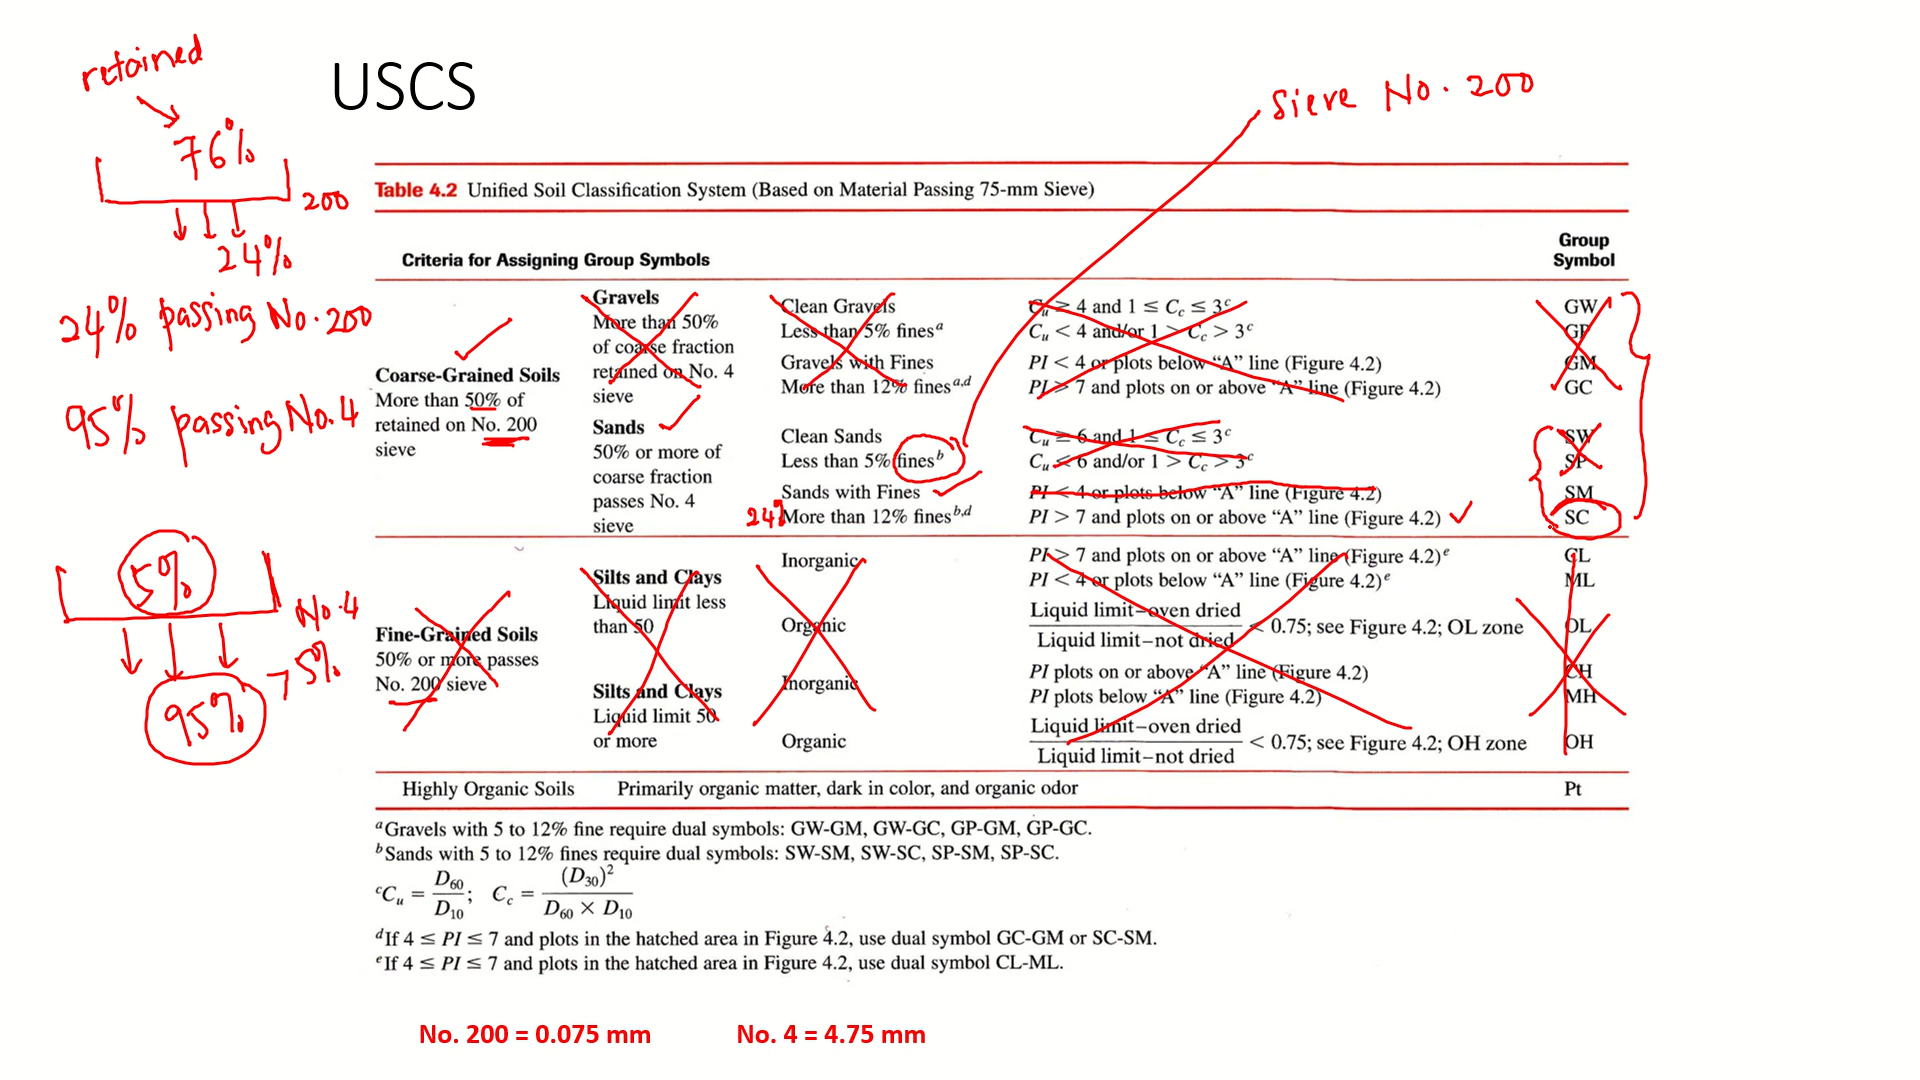 retained
76%
200
24%
24% passing No. 200
95% passing No. 4
5%
No. 4
> 5%
95%
USCS
Sieve No. 200
Table 4.2 Unified Soil Classification System (Based on Material Passing 75-mm Sieve)
Criteria for Assigning Group Symbols
Group
Symbol
Coarse-Grained Soils
More than 50% of
retained on No. 200
sieve
Gravels
More than 50%
of coarse fraction
retained on No. 4
sieve
Clean Gravels
Less than 5% finesᵃ
Gravels with Fines
More than 12% finesᵃ,ᵈ
Cu ≥ 4 and 1 ≤ Cc ≤ 3ᶜ
Cu < 4 and/or 1 > Cc > 3ᶜ
PI < 4 or plots below “A” line (Figure 4.2)
PI > 7 and plots on or above “A” line (Figure 4.2)
GW
GP
GM
GC
Sands
50% or more of
coarse fraction
passes No. 4
sieve
Clean Sands
Less than 5% finesᵇ
Sands with Fines
24% More than 12% finesᵇ,ᵈ
Cu ≥ 6 and 1 ≤ Cc ≤ 3ᶜ
Cu < 6 and/or 1 > Cc > 3ᶜ
PI < 4 or plots below “A” line (Figure 4.2)
PI > 7 and plots on or above “A” line (Figure 4.2)
SW
SP
SM
SC
Fine-Grained Soils
50% or more passes
No. 200 sieve
Silts and Clays
Liquid limit less
than 50
Inorganic
Organic
PI > 7 and plots on or above “A” line (Figure 4.2)ᵉ
PI < 4 or plots below “A” line (Figure 4.2)ᵉ
Liquid limit–oven dried
Liquid limit–not dried
< 0.75; see Figure 4.2; OL zone
CL
ML
OL
Silts and Clays
Liquid limit 50
or more
Inorganic
Organic
PI plots on or above “A” line (Figure 4.2)
PI plots below “A” line (Figure 4.2)
Liquid limit–oven dried
Liquid limit–not dried
< 0.75; see Figure 4.2; OH zone
CH
MH
OH
Highly Organic Soils Primarily organic matter, dark in color, and organic odor Pt
ᵃGravels with 5 to 12% fine require dual symbols: GW-GM, GW-GC, GP-GM, GP-GC.
ᵇSands with 5 to 12% fines require dual symbols: SW-SM, SW-SC, SP-SM, SP-SC.
ᶜCu = D60 / D10 ; Cc = (D30)² / D60 × D10
ᵈIf 4 ≤ PI ≤ 7 and plots in the hatched area in Figure 4.2, use dual symbol GC-GM or SC-SM.
ᵉIf 4 ≤ PI ≤ 7 and plots in the hatched area in Figure 4.2, use dual symbol CL-ML.
No. 200 = 0.075 mm No. 4 = 4.75 mm